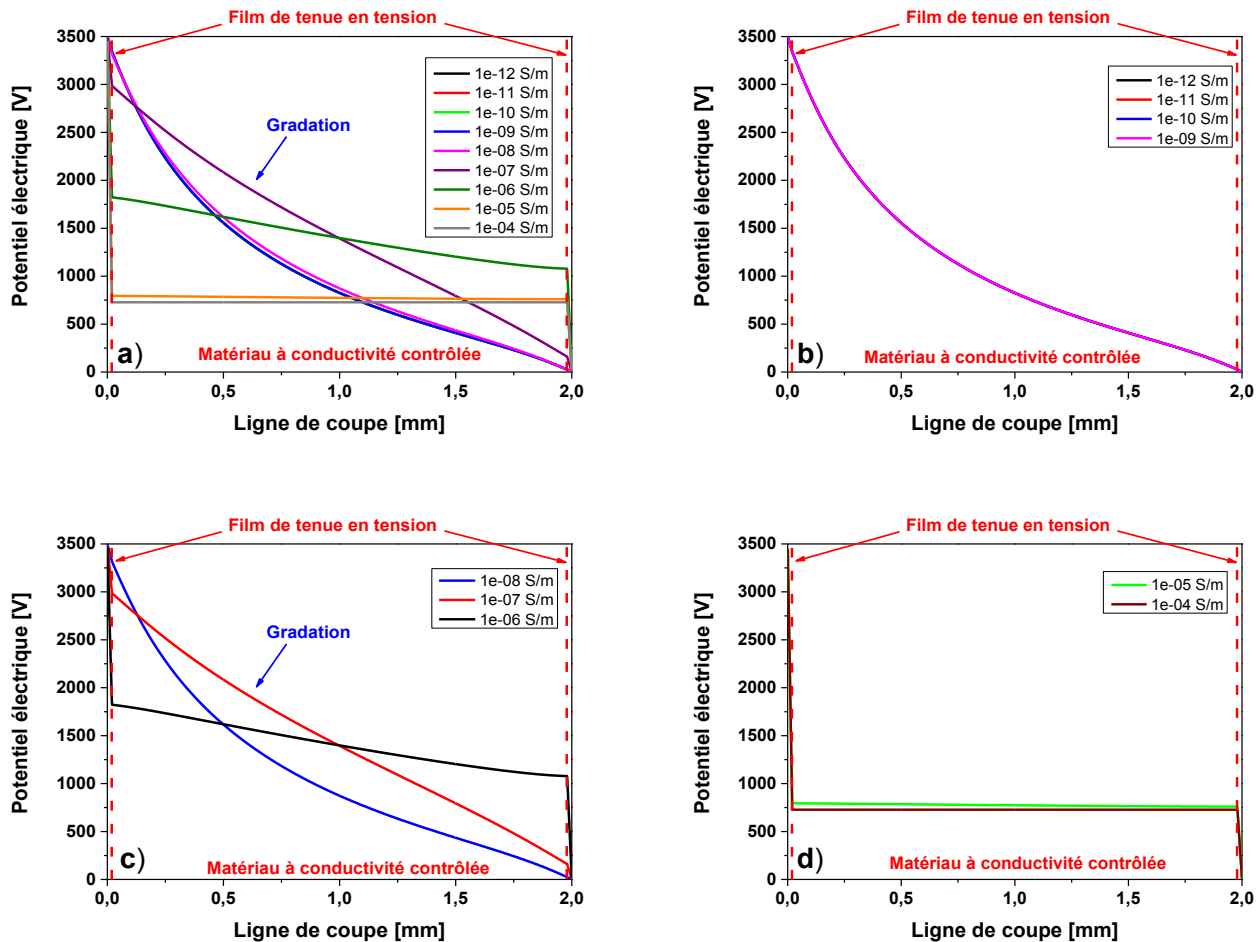 Film de tenue en tension
3500
3000
2500
2000
1500
1000
500
0
Potentiel électrique [V]
1e-12 S/m
1e-11 S/m
1e-10 S/m
1e-09 S/m
1e-08 S/m
1e-07 S/m
1e-06 S/m
1e-05 S/m
1e-04 S/m
Gradation
a)
Matériau à conductivité contrôlée
0,0 0,5 1,0 1,5 2,0
Ligne de coupe [mm]
Film de tenue en tension
3500
3000
2500
2000
1500
1000
500
0
Potentiel électrique [V]
1e-12 S/m
1e-11 S/m
1e-10 S/m
1e-09 S/m
b)
Matériau à conductivité contrôlée
0,0 0,5 1,0 1,5 2,0
Ligne de coupe [mm]
Film de tenue en tension
3500
3000
2500
2000
1500
1000
500
0
Potentiel électrique [V]
1e-08 S/m
1e-07 S/m
1e-06 S/m
Gradation
c)
Matériau à conductivité contrôlée
0,0 0,5 1,0 1,5 2,0
Ligne de coupe [mm]
Film de tenue en tension
3500
3000
2500
2000
1500
1000
500
0
Potentiel électrique [V]
1e-05 S/m
1e-04 S/m
d)
Matériau à conductivité contrôlée
0,0 0,5 1,0 1,5 2,0
Ligne de coupe [mm]